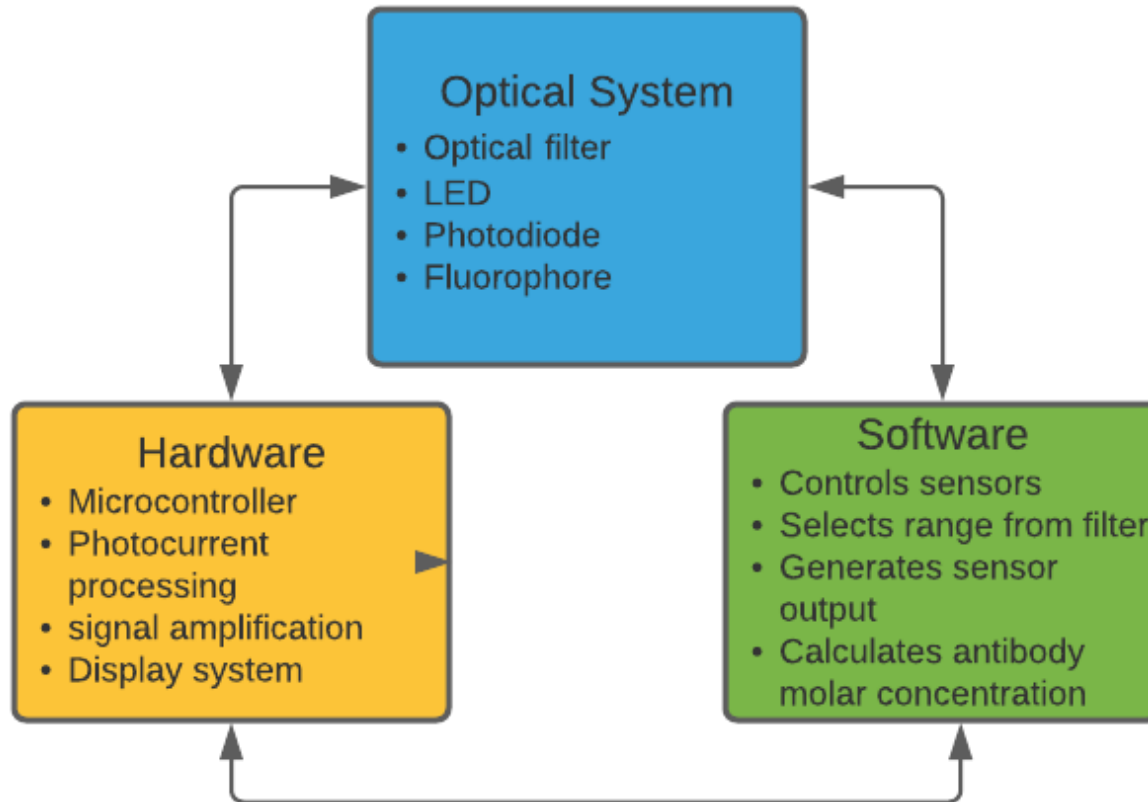 Optical System
• Optical filter
• LED
• Photodiode
• Fluorophore
Hardware
• Microcontroller
• Photocurrent
processing
• signal amplification
• Display system
Software
• Controls sensors
• Selects range from filter
• Generates sensor
output
• Calculates antibody
molar concentration